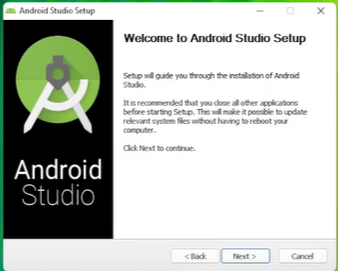 Android Studio Setup
Welcome to Android Studio Setup
Setup will guide you through the installation of Android
Studio.
It is recommended that you close all other applications
before starting Setup. This will make it possible to update
relevant system files without having to reboot your
computer.
Click Next to continue.
Android
Studio
< Back
Next >
Cancel